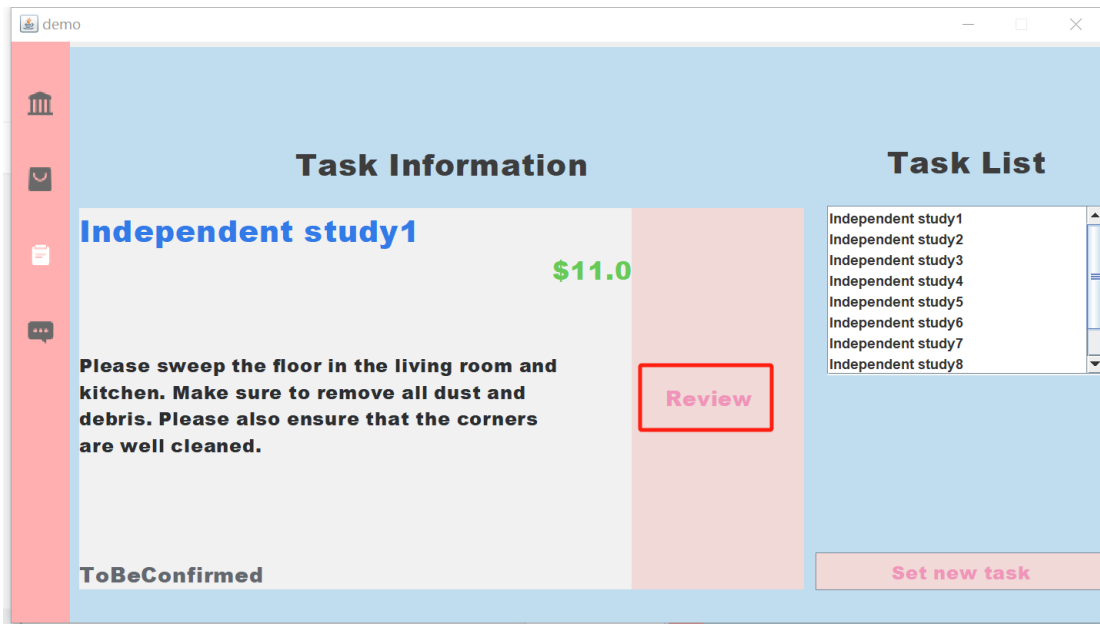 demo
Task Information
Task List
Independent study1
$11.0
Please sweep the floor in the living room and
kitchen. Make sure to remove all dust and
debris. Please also ensure that the corners
are well cleaned.
ToBeConfirmed
Review
Independent study1
Independent study2
Independent study3
Independent study4
Independent study5
Independent study6
Independent study7
Independent study8
Set new task